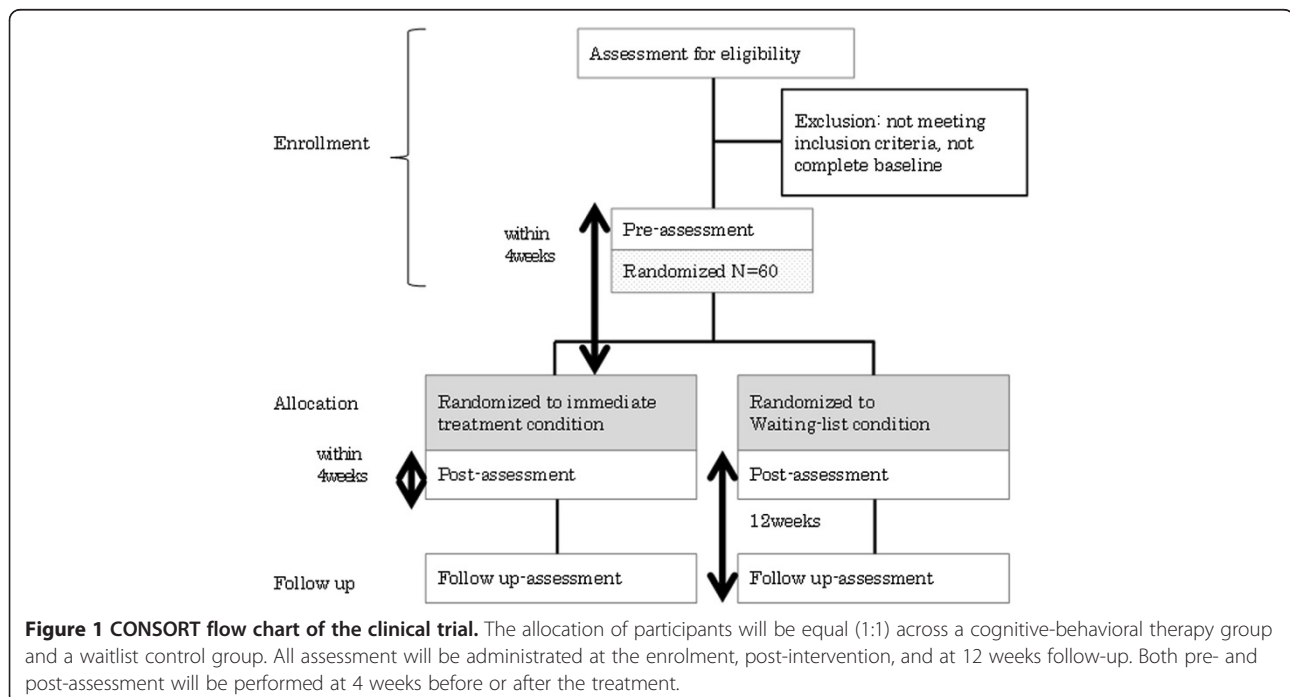 Assessment for eligibility
Enrollment
Exclusion: not meeting
inclusion criteria, not
complete baseline
within
4weeks
Pre-assessment
Randomized N=60
Allocation
Randomized to immediate
treatment condition
Randomized to
Waiting-list condition
within
4weeks
Post-assessment
Post-assessment
12weeks
Follow up
Follow up-assessment
Follow up-assessment
Figure 1 CONSORT flow chart of the clinical trial. The allocation of participants will be equal (1:1) across a cognitive-behavioral therapy group
and a waitlist control group. All assessment will be administrated at the enrolment, post-intervention, and at 12 weeks follow-up. Both pre- and
post-assessment will be performed at 4 weeks before or after the treatment.